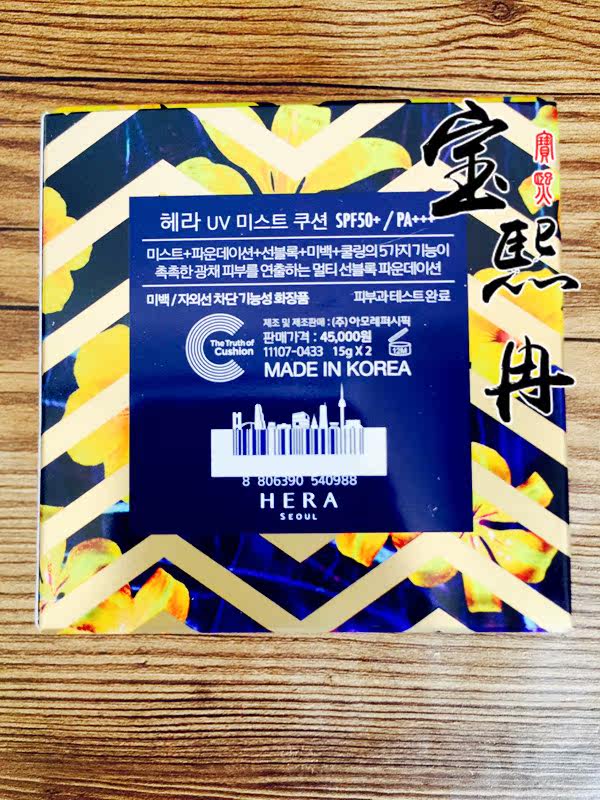 헤라 UV 미스트 쿠션 SPF50+ / PA+++
미스트+파운데이션+선블록+미백+쿨링의 5가지 기능이
촉촉한 광채 피부를 연출하는 멀티 선블록 파운데이션
미백 / 자외선 차단 기능성 화장품 피부과 테스트 완료
The Truth of
Cushion
제조 및 제조판매 : (주) 아모레퍼시픽
판매가격 : 45,000원
11107-0433 15g X 2 12M
MADE IN KOREA
8 806390 540988
HERA
SEOUL
宝熙冉
寶熙